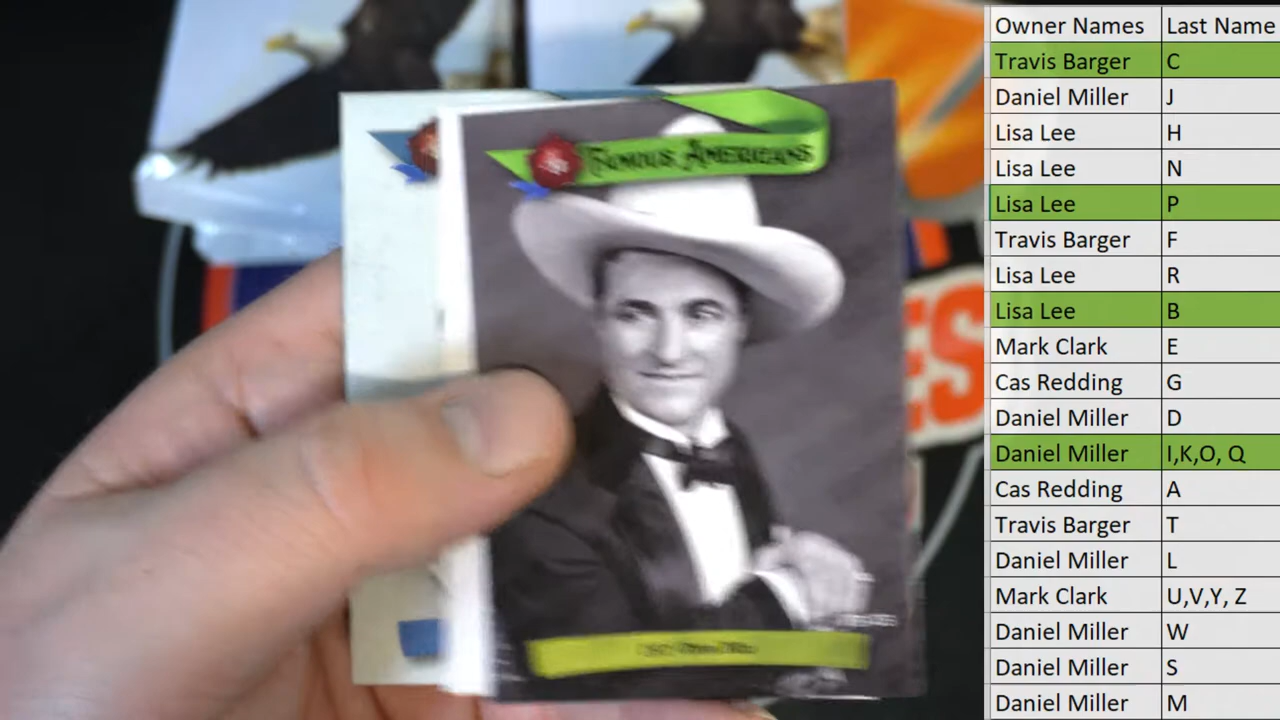 FAMOUS AMERICANS
ES
Owner Names Last Name
Travis Barger C
Daniel Miller J
Lisa Lee H
Lisa Lee N
Lisa Lee P
Travis Barger F
Lisa Lee R
Lisa Lee B
Mark Clark E
Cas Redding G
Daniel Miller D
Daniel Miller I,K,O, Q
Cas Redding A
Travis Barger T
Daniel Miller L
Mark Clark U,V,Y, Z
Daniel Miller W
Daniel Miller S
Daniel Miller M